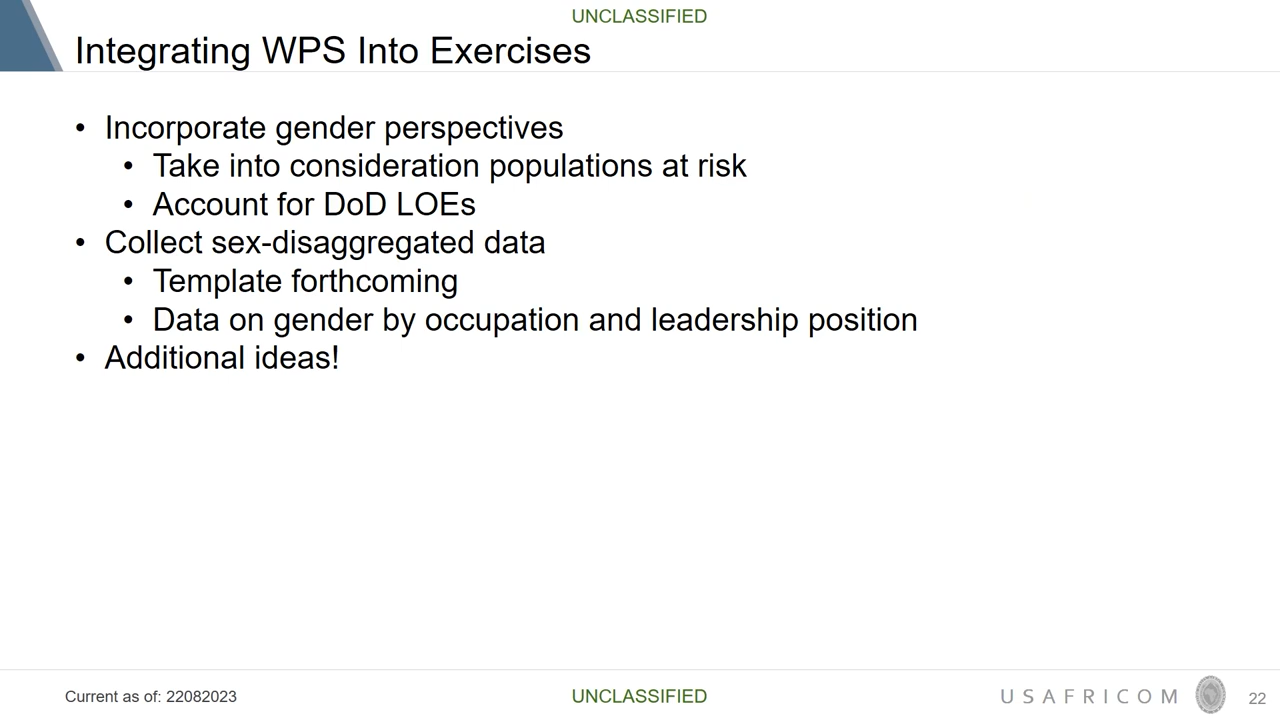 UNCLASSIFIED
Integrating WPS Into Exercises
• Incorporate gender perspectives
• Take into consideration populations at risk
• Account for DoD LOEs
• Collect sex-disaggregated data
• Template forthcoming
• Data on gender by occupation and leadership position
• Additional ideas!
Current as of: 22082023
UNCLASSIFIED
USAFRICOM
22